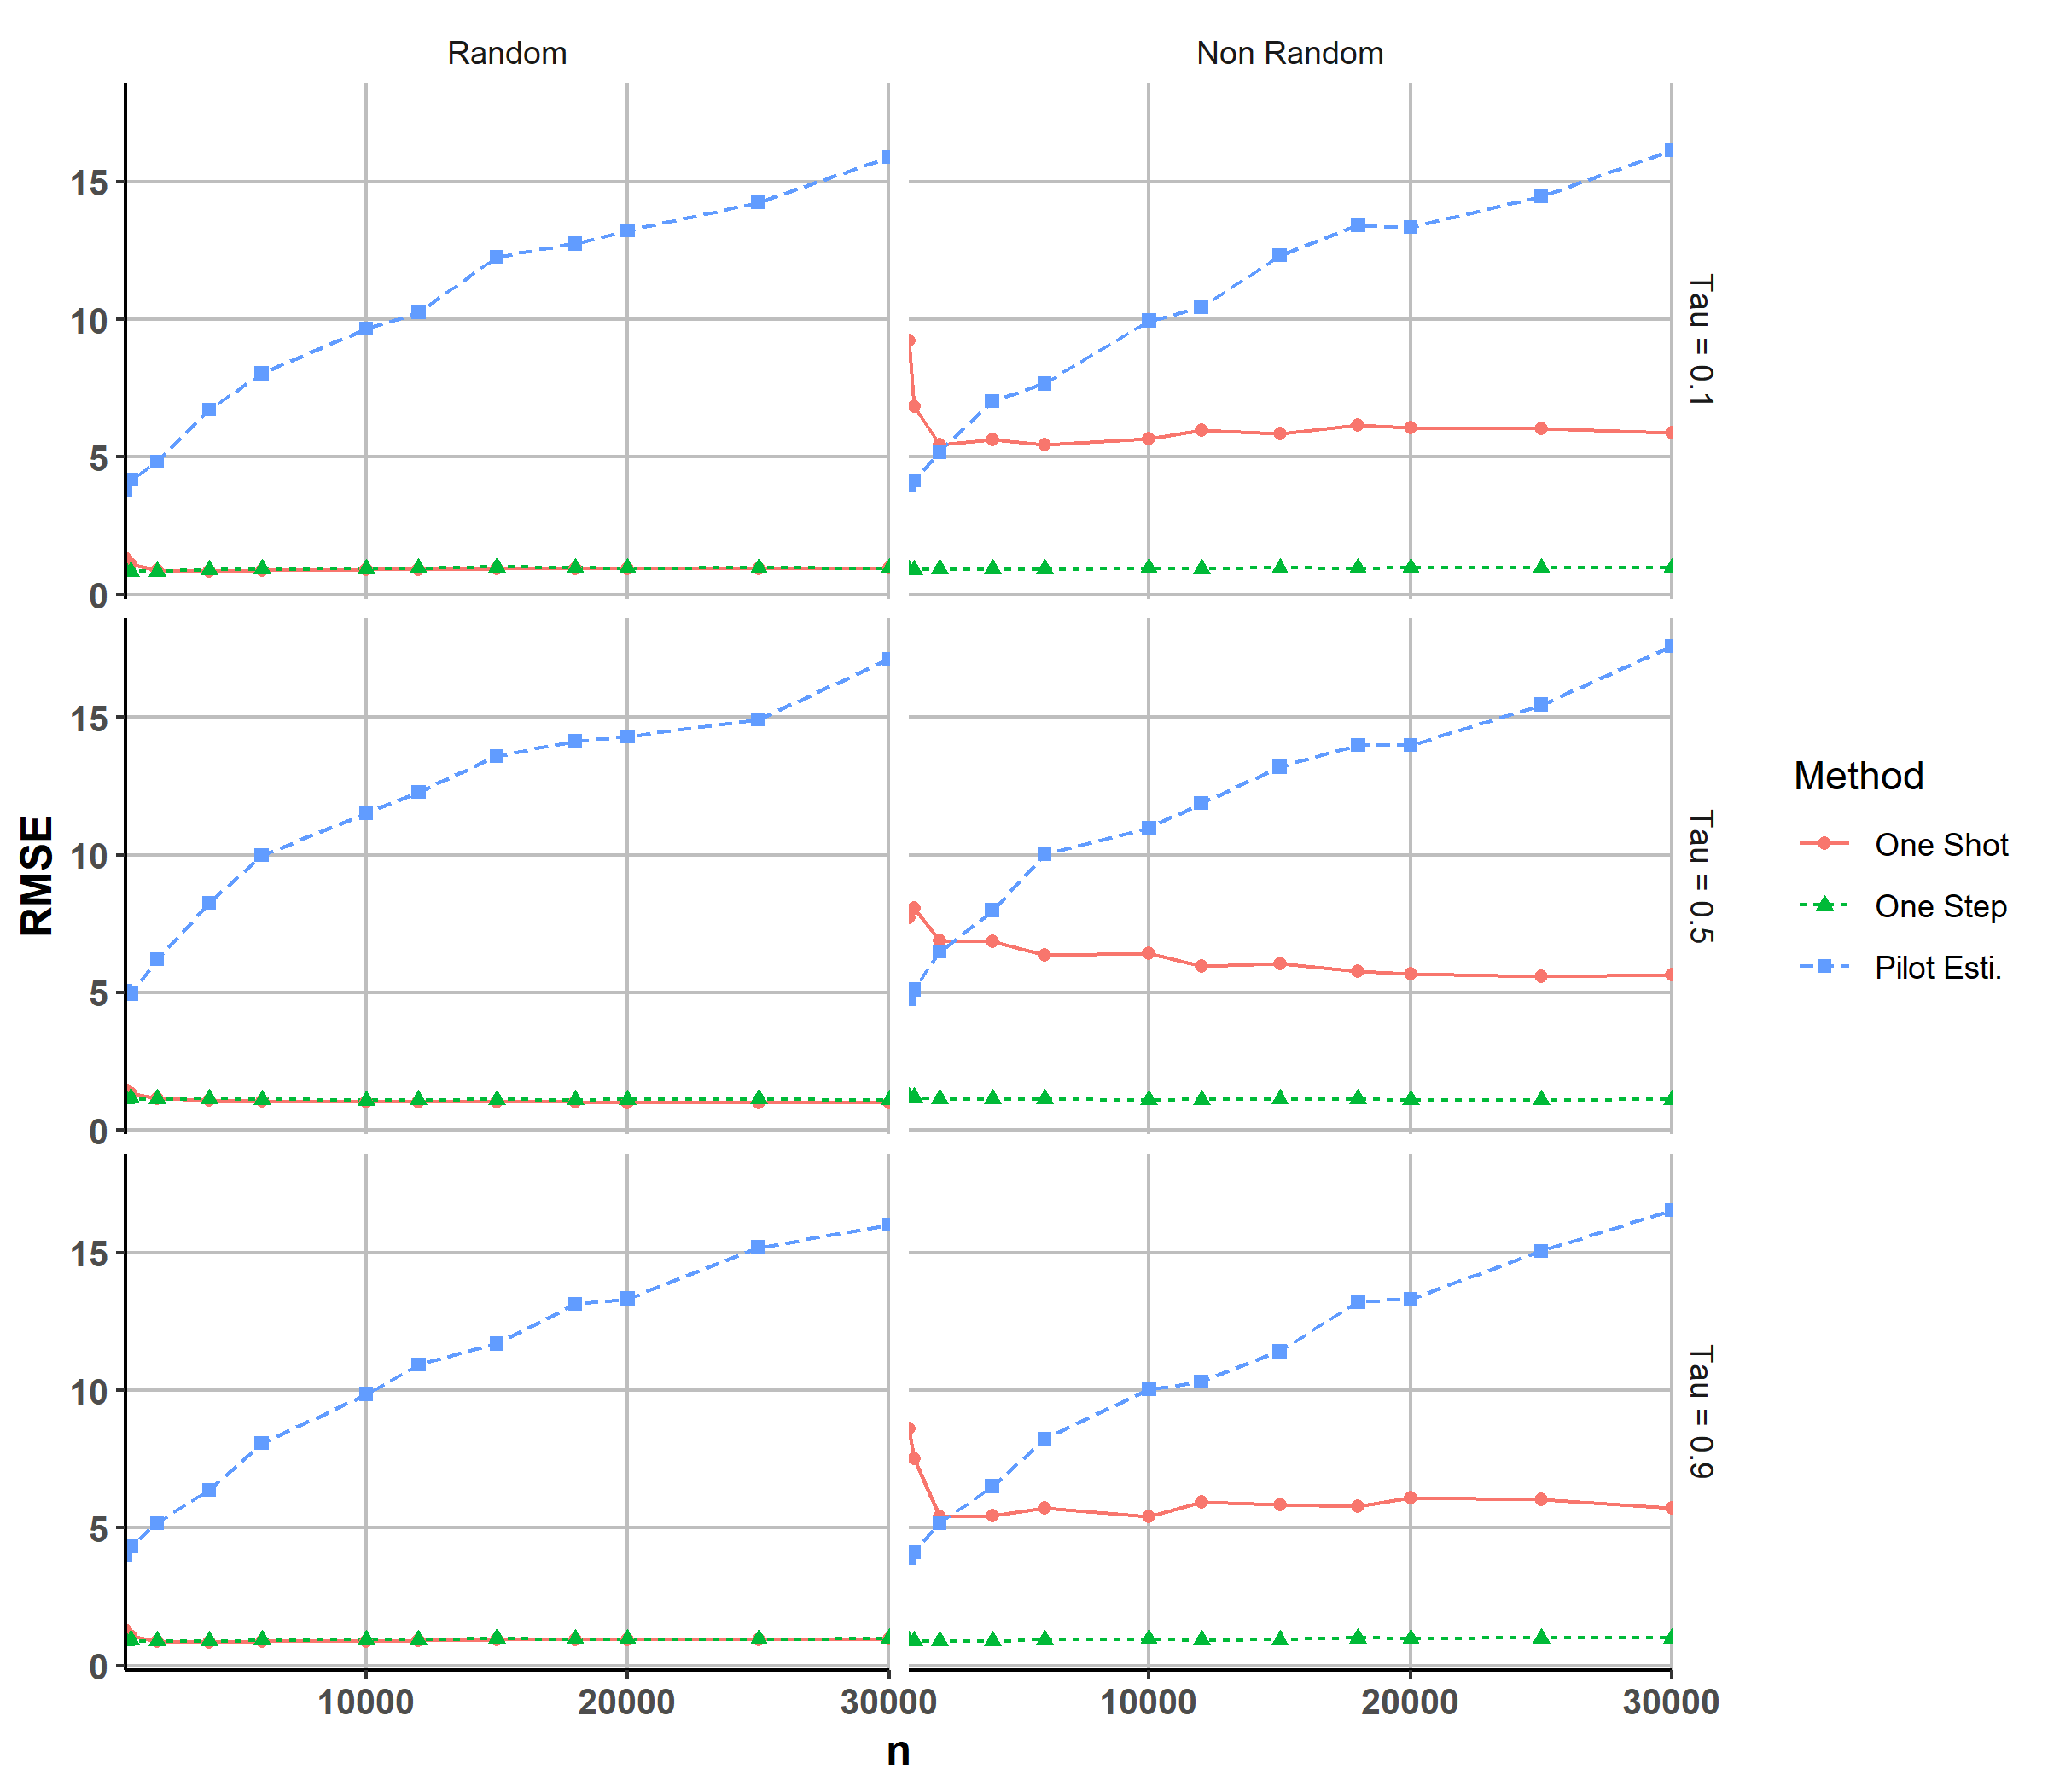 Random
Non Random
15
10
5
0
Tau = 0.1
15
10
5
0
Tau = 0.5
15
10
5
0
Tau = 0.9
RMSE
10000
20000
30000
10000
20000
30000
n
Method
One Shot
One Step
Pilot Esti.